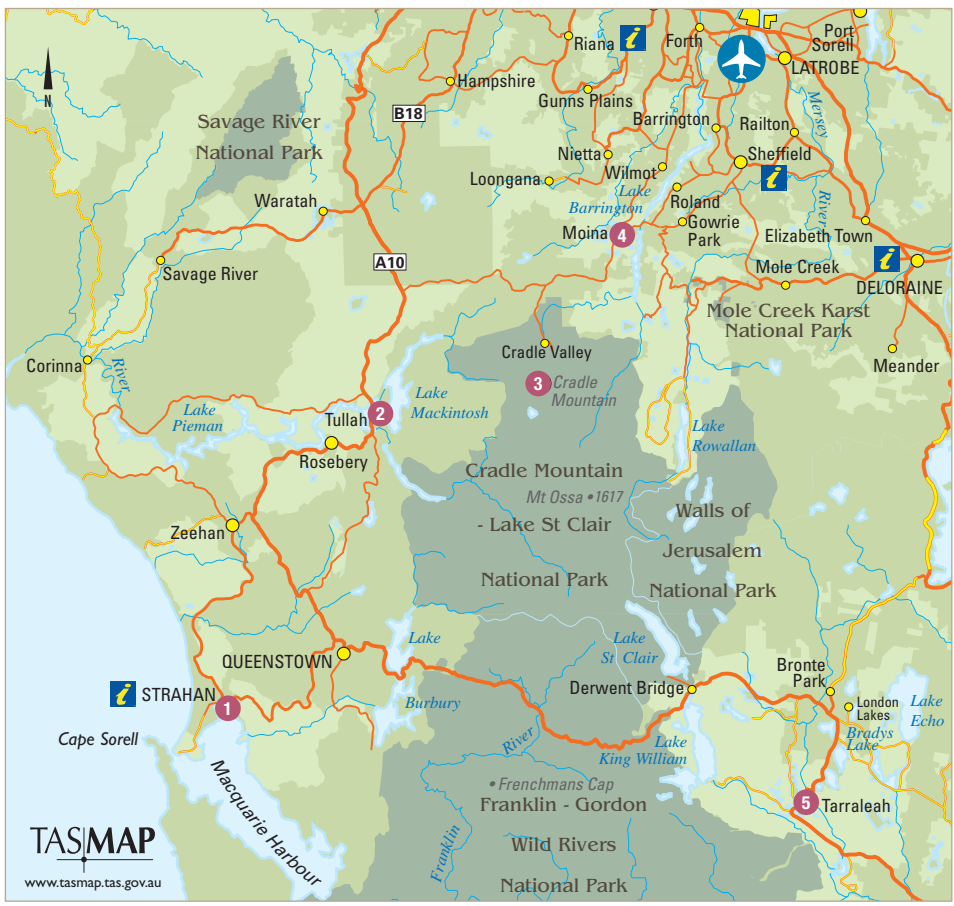 Port
Sorell
Riana
i
Forth
LATROBE
Hampshire
Gunns Plains
N
B18
Mersey
Barrington
Railton
Savage River
National Park
Nietta
Sheffield
i
Wilmot
Loongana
Lake
Barrington
Roland
River
Waratah
Moina
4
Gowrie
Park
Elizabeth Town
i
A10
Savage River
Mole Creek
DELORAINE
Mole Creek Karst
National Park
Corinna
River
Cradle Valley
Meander
3
Cradle
Mountain
Lake
Mackintosh
Lake
Pieman
Tullah
2
Lake
Rowallan
Rosebery
Cradle Mountain
Mt Ossa •1617
- Lake St Clair
National Park
Walls of
Jerusalem
National Park
Zeehan
Lake
Lake
St Clair
QUEENSTOWN
Bronte
Park
i
STRAHAN
1
Derwent Bridge
Burbury
London
Lakes
Lake
Echo
Cape Sorell
River
Lake
King William
Bradys
Lake
Macquarie Harbour
• Frenchmans Cap
Franklin - Gordon
Wild Rivers
National Park
Franklin
5
Tarraleah
TASMAP
www.tasmap.tas.gov.au